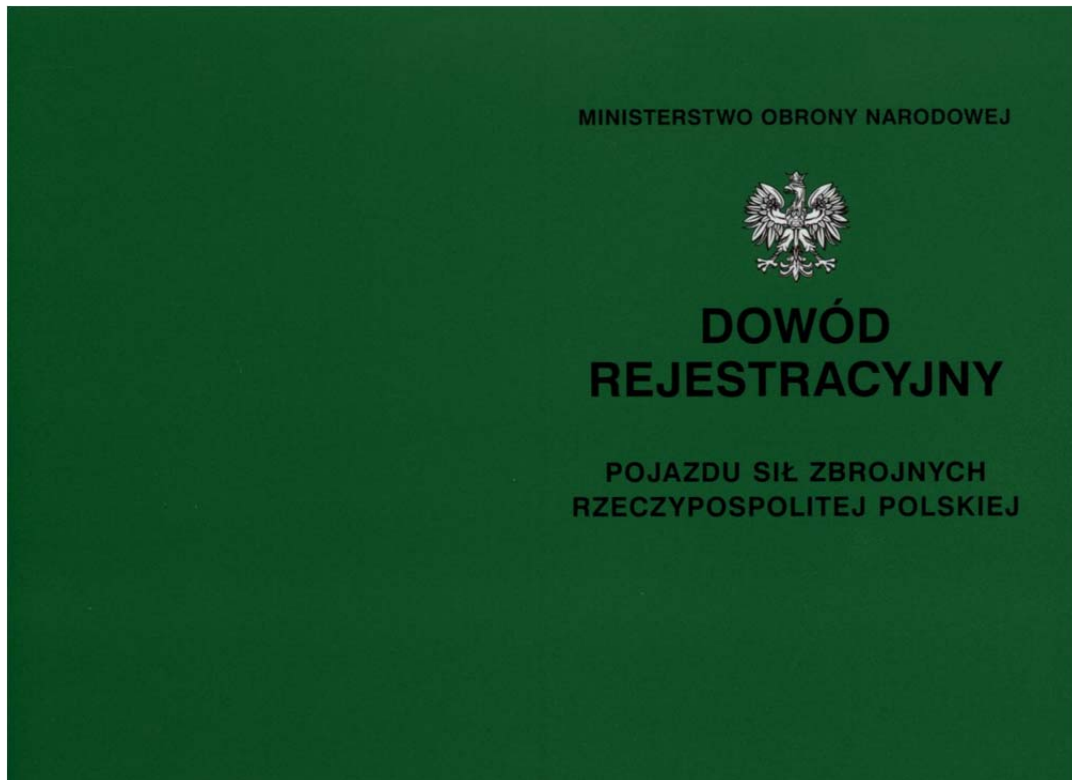 MINISTERSTWO OBRONY NARODOWEJ
DOWÓD
REJESTRACYJNY
POJAZDU SIŁ ZBROJNYCH
RZECZYPOSPOLITEJ POLSKIEJ